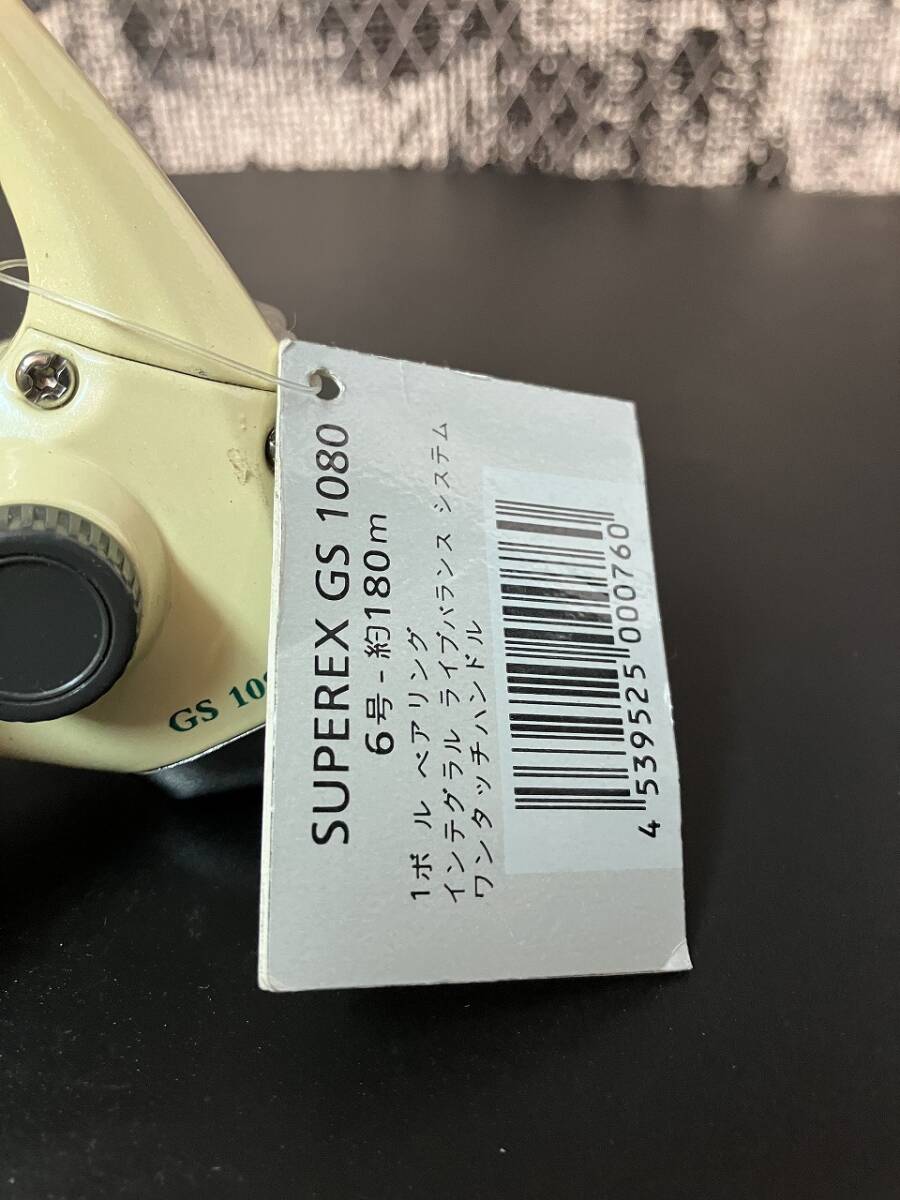 SUPEREX GS 1080
6号-約180m
1ボール ベアリング
インテグラル ライブバランス システム
ワンタッチハンドル
4 539525 000760
GS 10